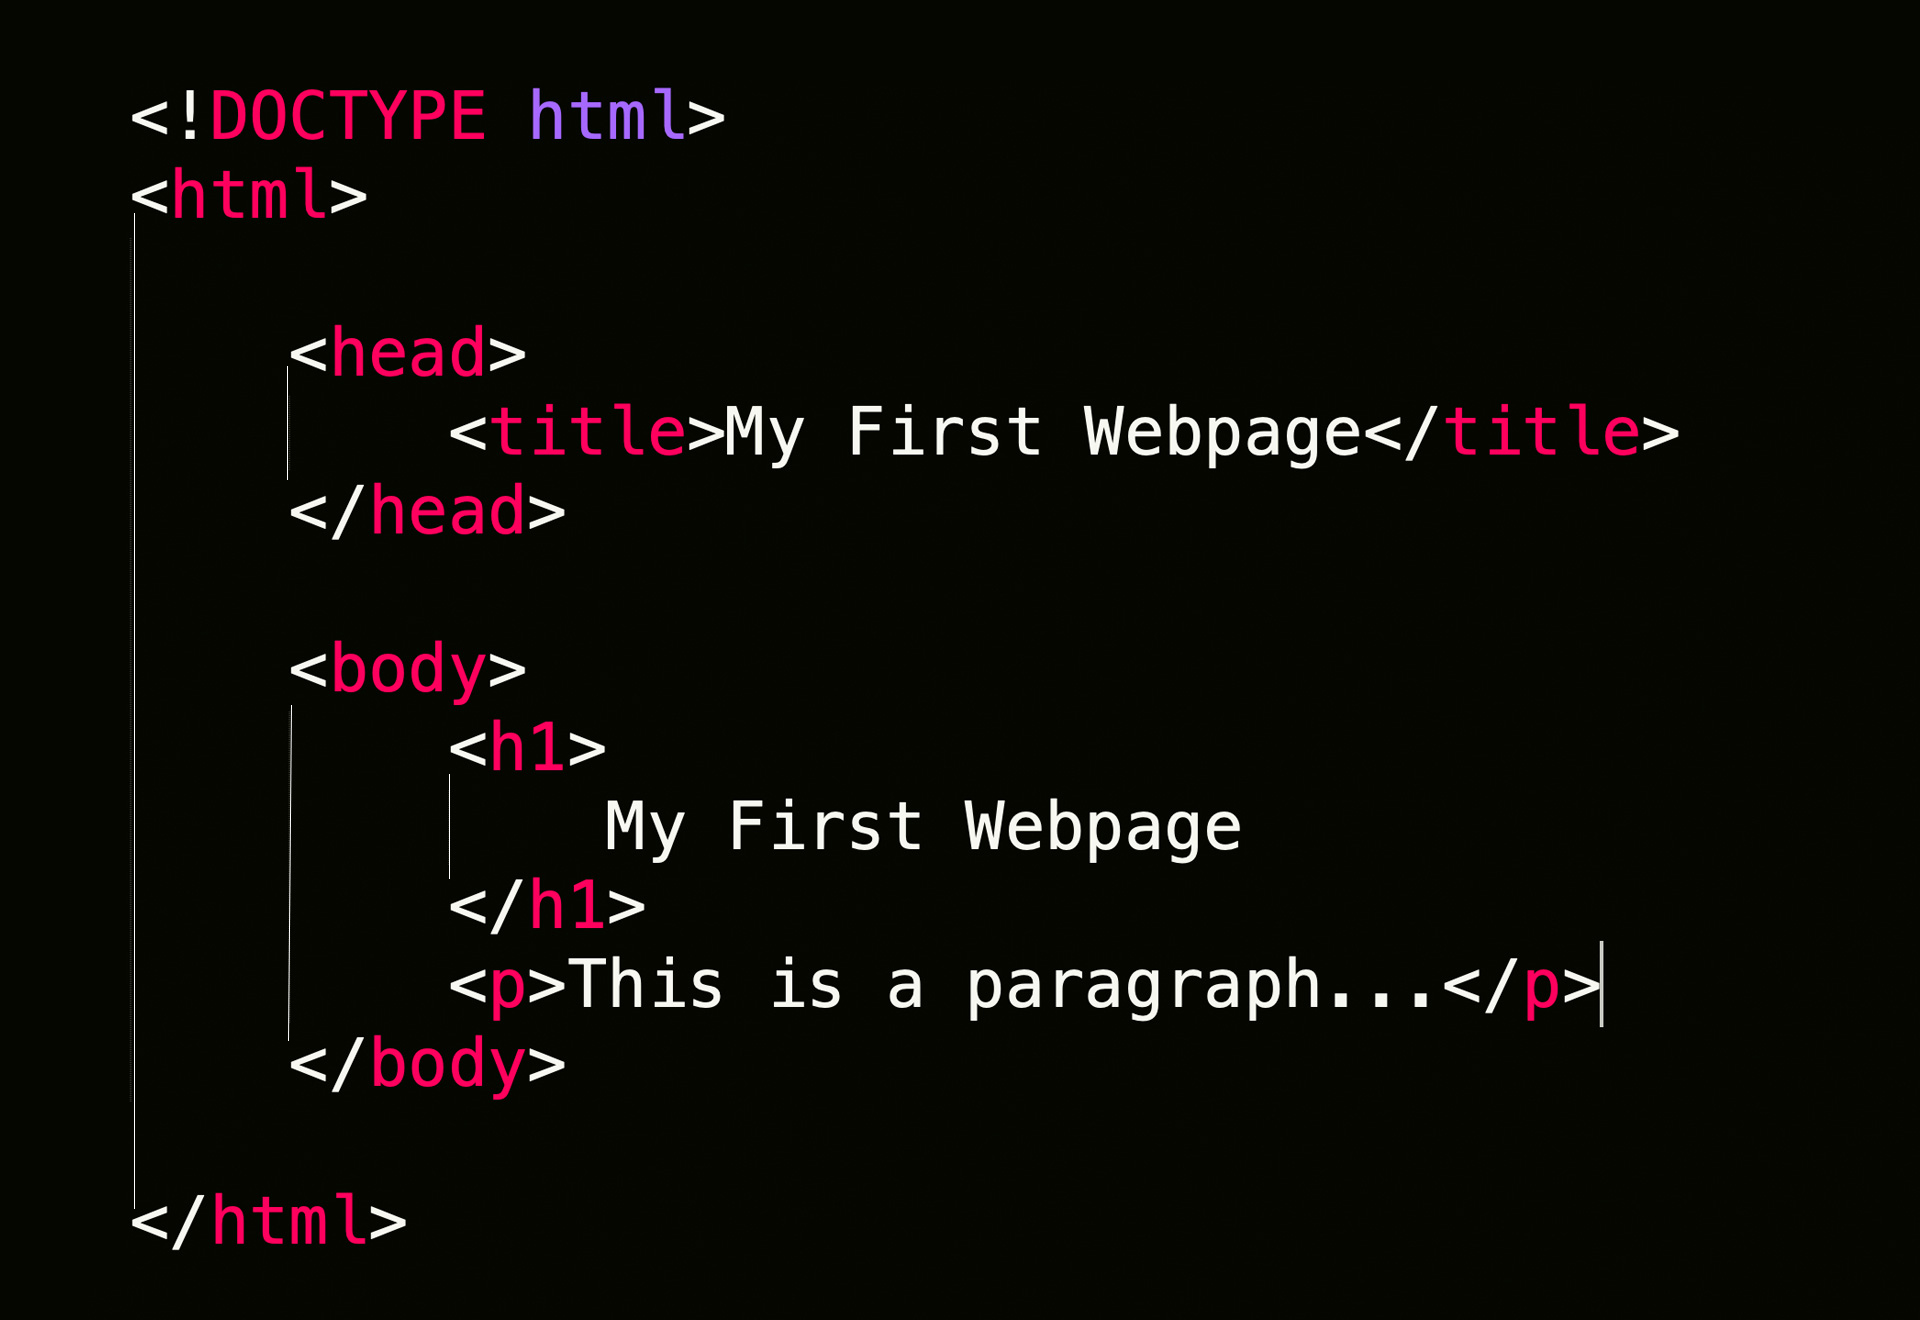 <!DOCTYPE html>
<html>
<head>
<title>My First Webpage</title>
</head>
<body>
<h1>
My First Webpage
</h1>
<p>This is a paragraph...</p>
</body>
</html>